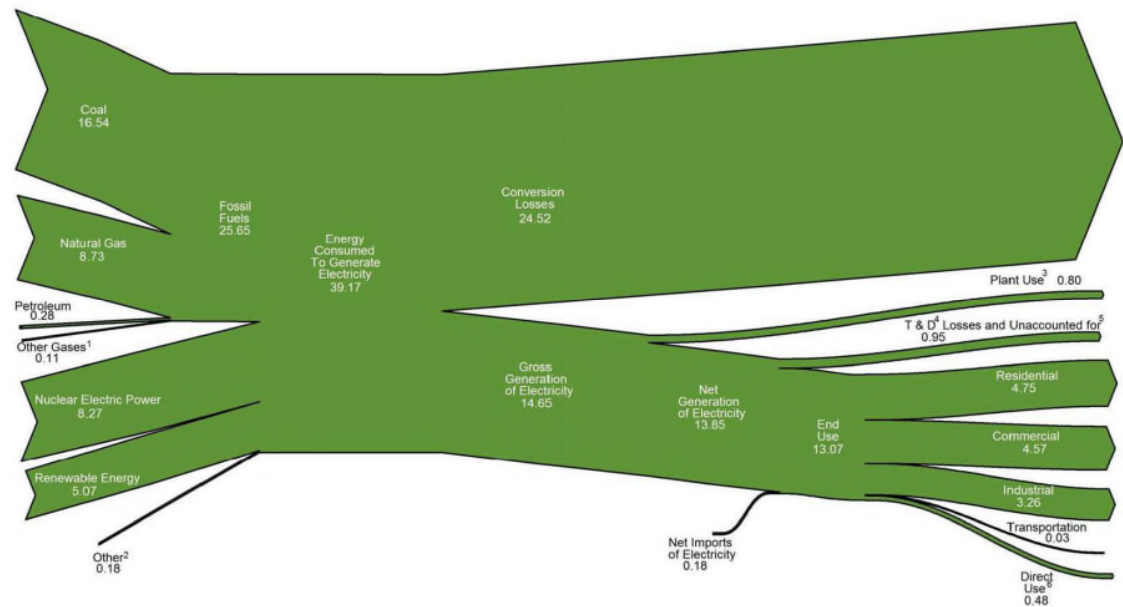 Coal
16.54
Natural Gas
8.73
Petroleum
0.28
Other Gases¹
0.11
Nuclear Electric Power
8.27
Renewable Energy
5.07
Other²
0.18
Fossil
Fuels
25.65
Energy
Consumed
To Generate
Electricity
39.17
Conversion
Losses
24.52
Gross
Generation
of Electricity
14.65
Net
Generation
of Electricity
13.85
Net Imports
of Electricity
0.18
End
Use
13.07
Plant Use³ 0.80
T & D⁴ Losses and Unaccounted for⁵
0.95
Residential
4.75
Commercial
4.57
Industrial
3.26
Transportation
0.03
Direct
Use⁶
0.48